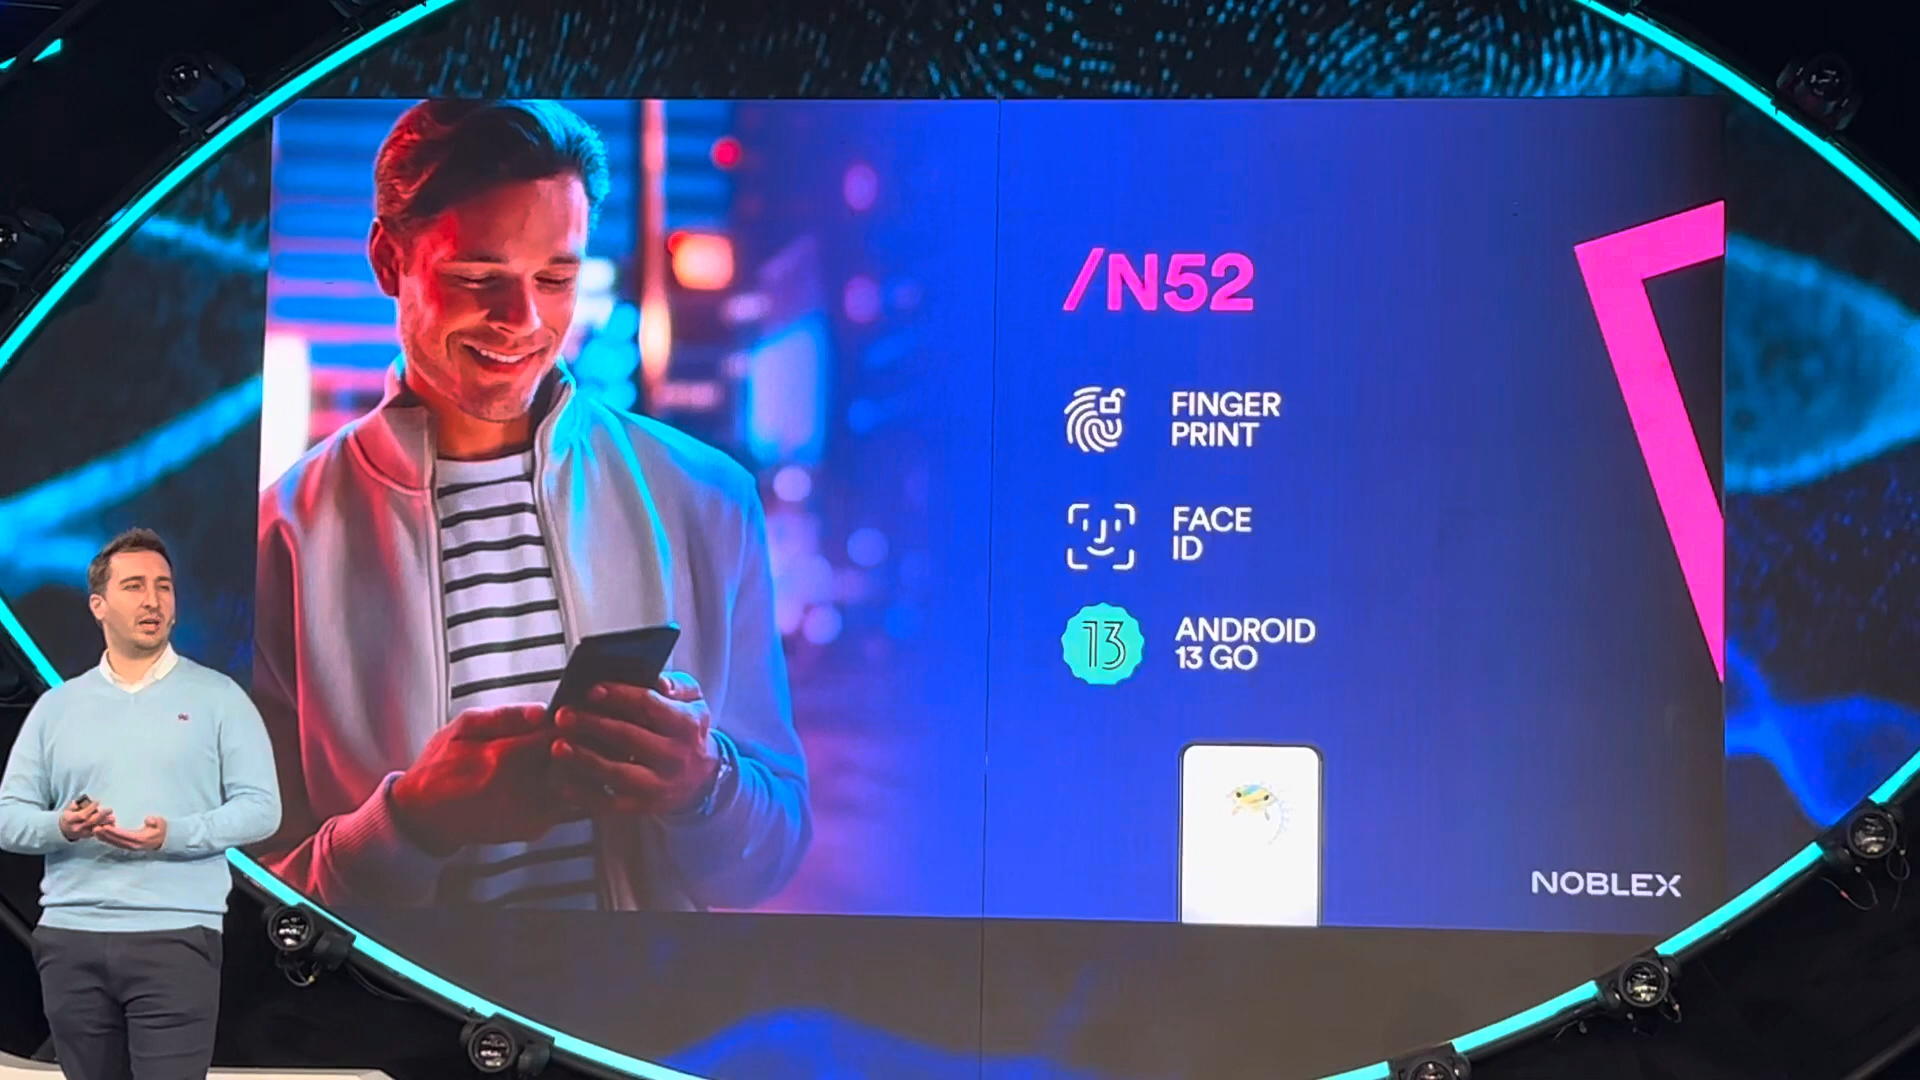 /N52
FINGER
PRINT
FACE
ID
13
ANDROID
13 GO
NOBLEX